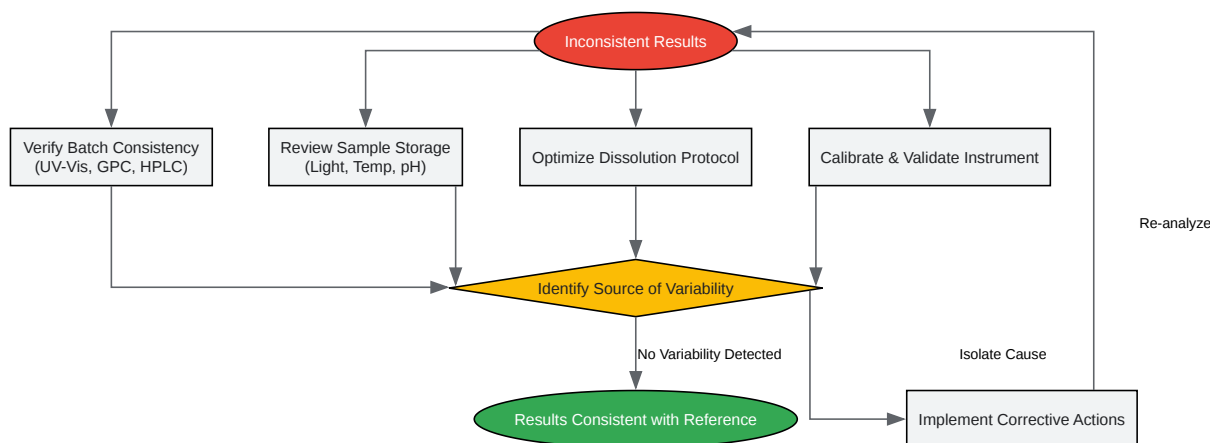 Inconsistent Results
Verify Batch Consistency
(UV-Vis, GPC, HPLC)
Review Sample Storage
(Light, Temp, pH)
Optimize Dissolution Protocol
Calibrate & Validate Instrument
Re-analyze
Identify Source of Variability
No Variability Detected
Isolate Cause
Results Consistent with Reference
Implement Corrective Actions